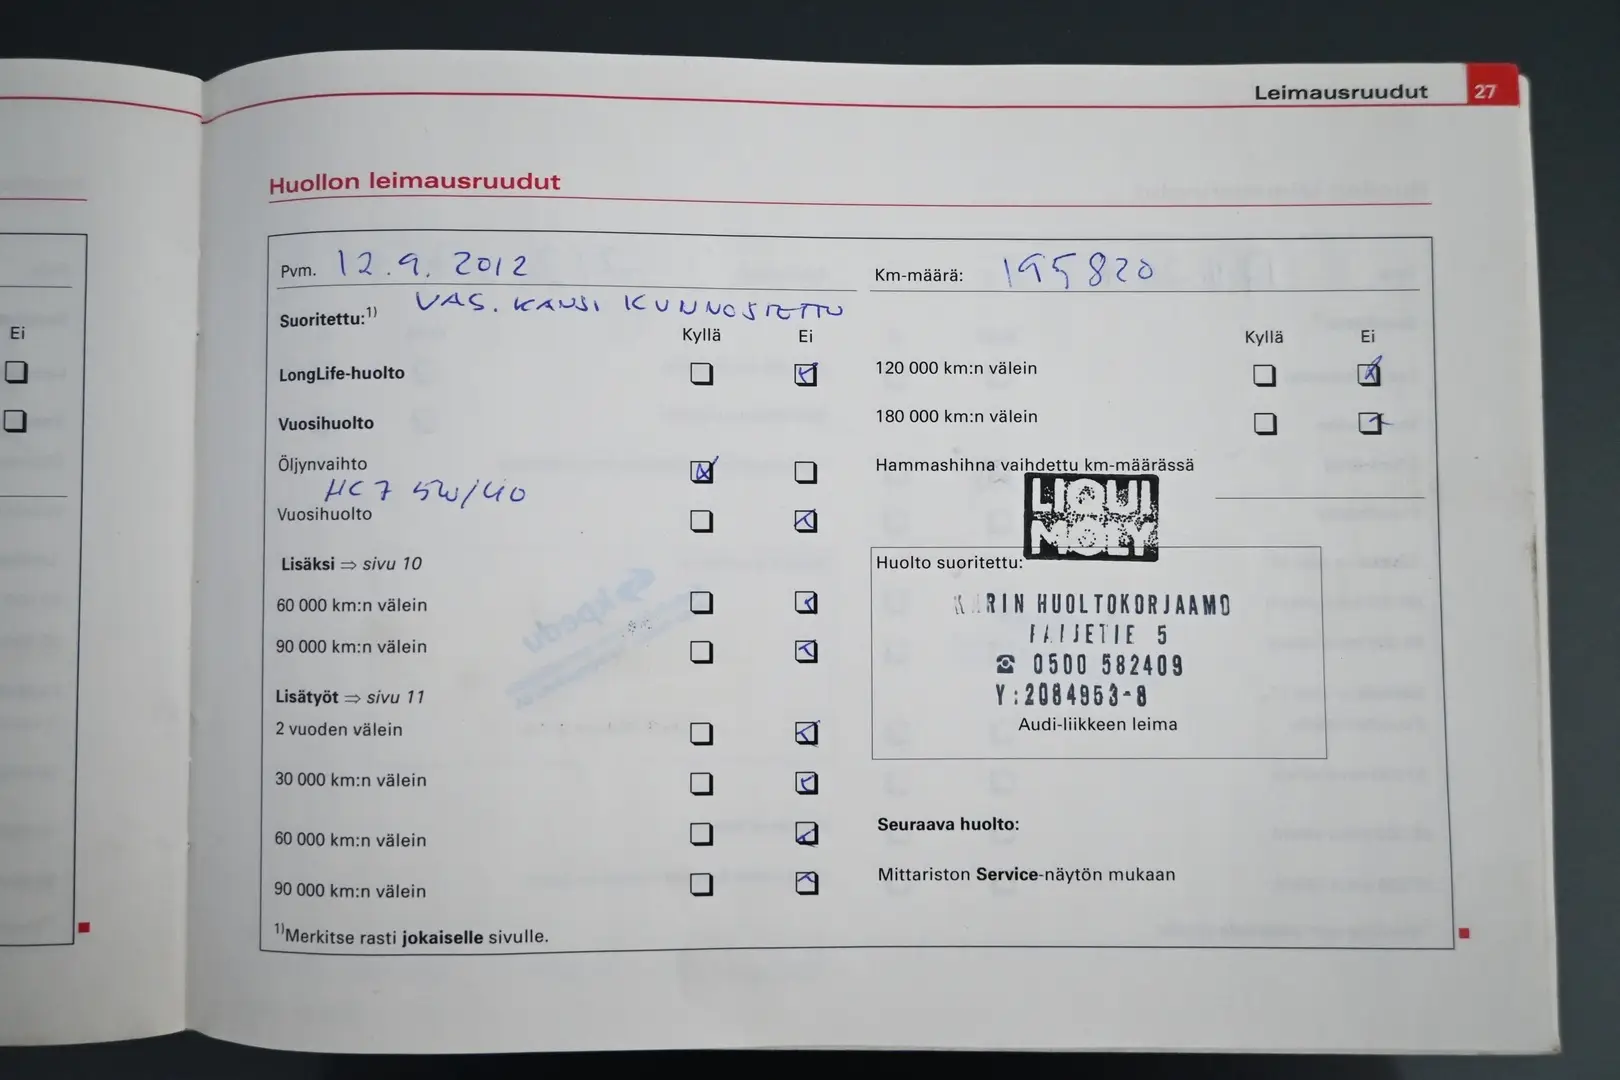 Leimausruudut 27
Huollon leimausruudut
Pvm. 12.9.2012
Km-määrä: 195820
Suoritettu:1) VAS. KANSI KUNNOSTETTU
Kyllä Ei
Kyllä Ei
Ei
LongLife-huolto
120 000 km:n välein
Vuosihuolto
180 000 km:n välein
Öljynvaihto
HC7 5W/40
Hammashihna vaihdettu km-määrässä
LIQUI
MOLY
Vuosihuolto
Lisäksi ⇒ sivu 10
60 000 km:n välein
90 000 km:n välein
Lisätyöt ⇒ sivu 11
2 vuoden välein
30 000 km:n välein
60 000 km:n välein
90 000 km:n välein
1)Merkitse rasti jokaiselle sivulle.
Huolto suoritettu:
HUOLTOKORJAAMO
5
☎ 0500 582409
Y:2084953-8
Audi-liikkeen leima
Seuraava huolto:
Mittariston Service-näytön mukaan